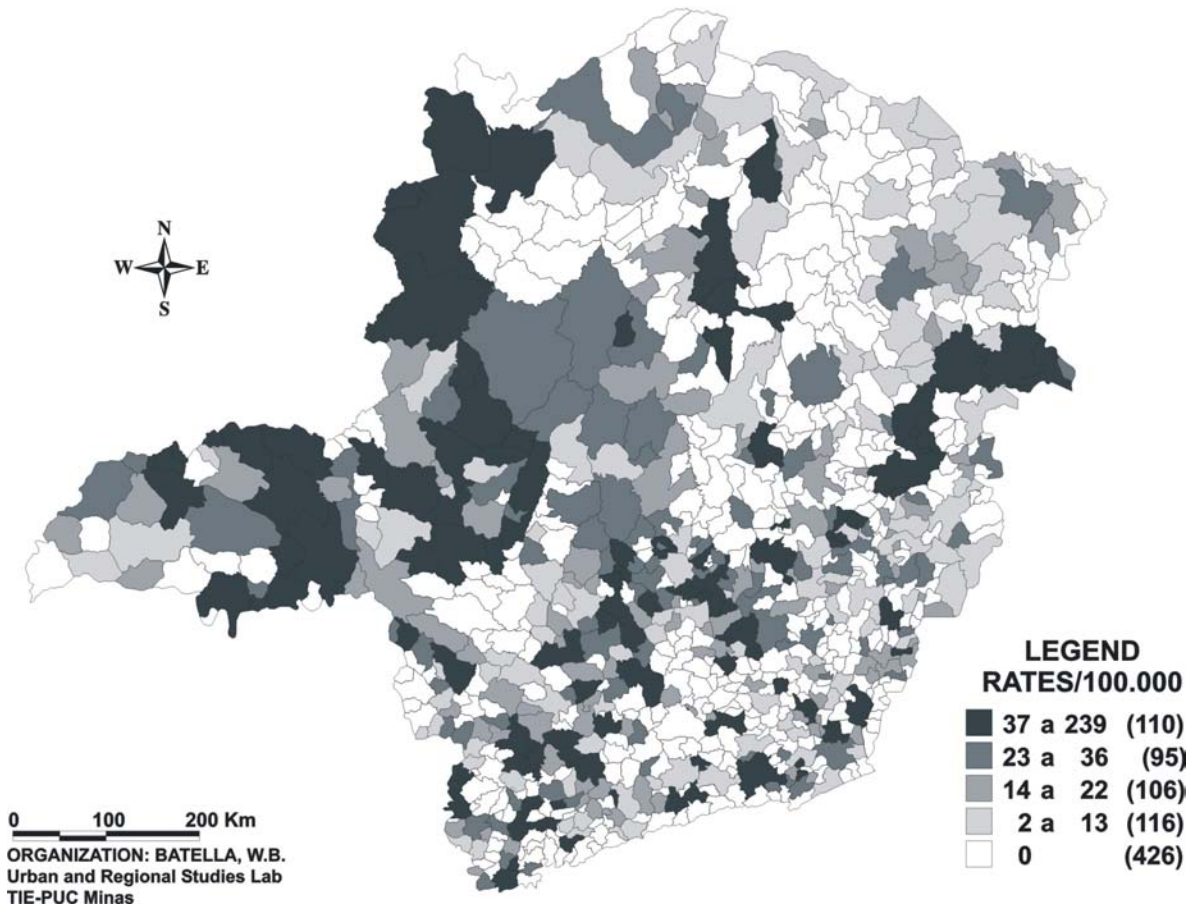 N
W E
S
LEGEND
RATES/100.000
37 a 239 (110)
23 a 36 (95)
14 a 22 (106)
2 a 13 (116)
0 (426)
0 100 200 Km
ORGANIZATION: BATELLA, W.B.
Urban and Regional Studies Lab
TIE-PUC Minas